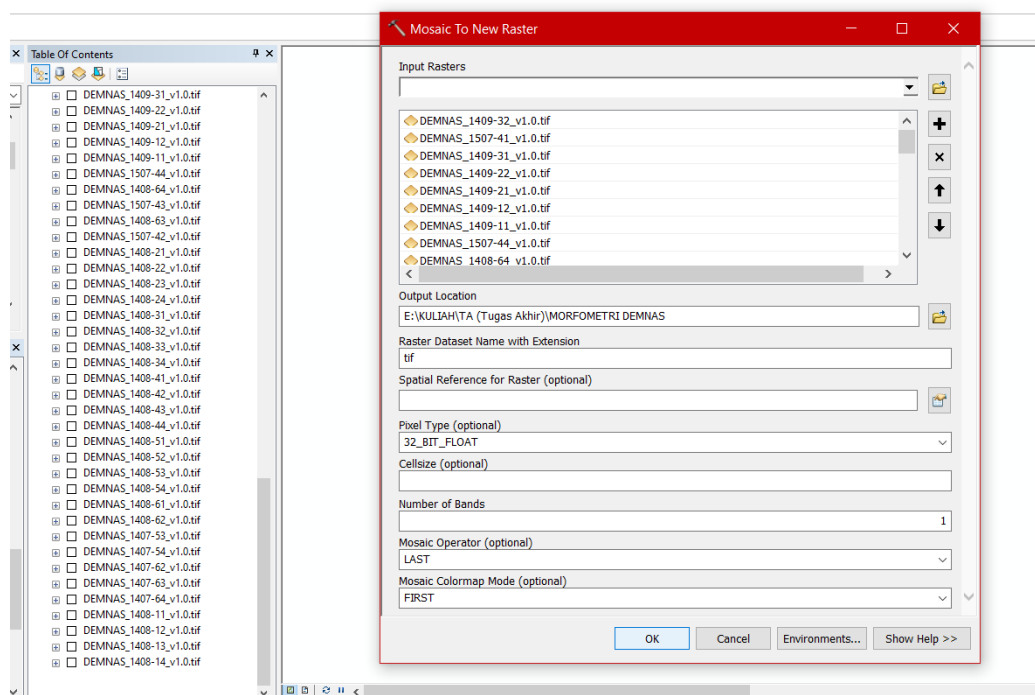 Table Of Contents
DEMNAS_1409-31_v1.0.tif
DEMNAS_1409-22_v1.0.tif
DEMNAS_1409-21_v1.0.tif
DEMNAS_1409-12_v1.0.tif
DEMNAS_1409-11_v1.0.tif
DEMNAS_1507-44_v1.0.tif
DEMNAS_1408-64_v1.0.tif
DEMNAS_1507-43_v1.0.tif
DEMNAS_1408-63_v1.0.tif
DEMNAS_1507-42_v1.0.tif
DEMNAS_1408-21_v1.0.tif
DEMNAS_1408-22_v1.0.tif
DEMNAS_1408-23_v1.0.tif
DEMNAS_1408-24_v1.0.tif
DEMNAS_1408-31_v1.0.tif
DEMNAS_1408-32_v1.0.tif
DEMNAS_1408-33_v1.0.tif
DEMNAS_1408-34_v1.0.tif
DEMNAS_1408-41_v1.0.tif
DEMNAS_1408-42_v1.0.tif
DEMNAS_1408-43_v1.0.tif
DEMNAS_1408-44_v1.0.tif
DEMNAS_1408-51_v1.0.tif
DEMNAS_1408-52_v1.0.tif
DEMNAS_1408-53_v1.0.tif
DEMNAS_1408-54_v1.0.tif
DEMNAS_1408-61_v1.0.tif
DEMNAS_1408-62_v1.0.tif
DEMNAS_1407-53_v1.0.tif
DEMNAS_1407-54_v1.0.tif
DEMNAS_1407-62_v1.0.tif
DEMNAS_1407-63_v1.0.tif
DEMNAS_1407-64_v1.0.tif
DEMNAS_1408-11_v1.0.tif
DEMNAS_1408-12_v1.0.tif
DEMNAS_1408-13_v1.0.tif
DEMNAS_1408-14_v1.0.tif
Mosaic To New Raster
Input Rasters
DEMNAS_1409-32_v1.0.tif
DEMNAS_1507-41_v1.0.tif
DEMNAS_1409-31_v1.0.tif
DEMNAS_1409-22_v1.0.tif
DEMNAS_1409-21_v1.0.tif
DEMNAS_1409-12_v1.0.tif
DEMNAS_1409-11_v1.0.tif
DEMNAS_1507-44_v1.0.tif
DEMNAS_1408-64_v1.0.tif
Output Location
E:\KULIAH\TA (Tugas Akhir)\MORFOMETRI DEMNAS
Raster Dataset Name with Extension
tif
Spatial Reference for Raster (optional)
Pixel Type (optional)
32_BIT_FLOAT
Cellsize (optional)
Number of Bands
1
Mosaic Operator (optional)
LAST
Mosaic Colormap Mode (optional)
FIRST
OK Cancel Environments... Show Help >>